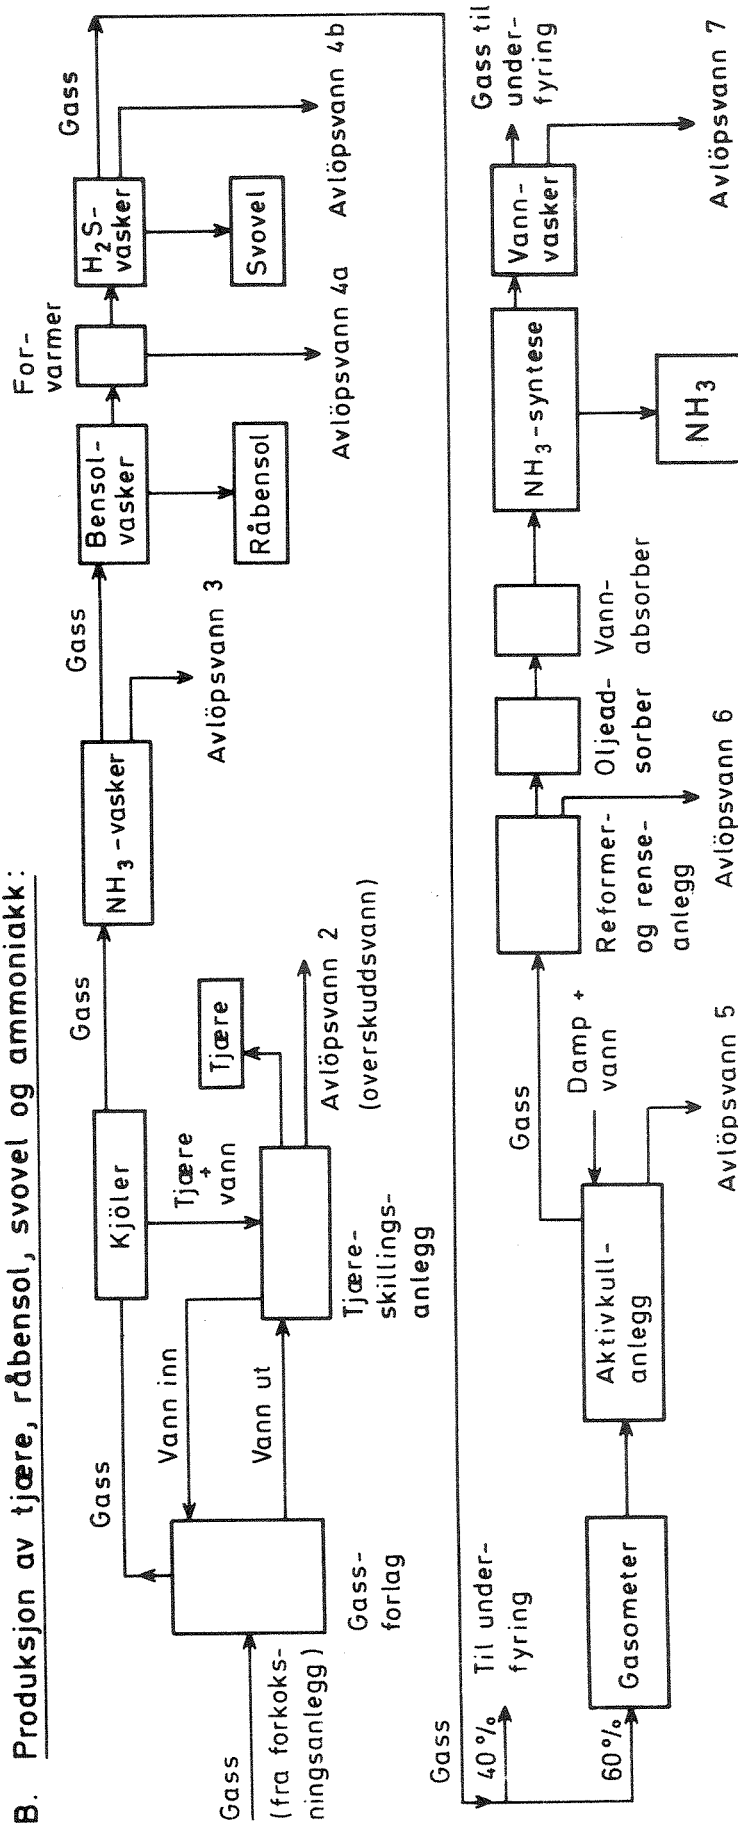 B. Produksjon av tjære, råbensol, svovel og ammoniakk:
Gass
(fra forkoks-
ningsanlegg)
Gass-
forlag
Gass
Vann inn
Vann ut
Kjöler
Tjære
+
vann
Tjære-
skillings-
anlegg
Tjære
Avlöpsvann 2
(overskuddsvann)
Gass
NH3-vasker
Avlöpsvann 3
Gass
Bensol-
vasker
Råbensol
For-
varmer
Avlöpsvann 4a
H2S-
vasker
Svovel
Avlöpsvann 4b
Gass
Gass
40%
Til under-
fyring
60%
Gasometer
Aktivkull-
anlegg
Damp +
vann
Avlöpsvann 5
Gass
Reformer-
og rense-
anlegg
Avlöpsvann 6
Oljead-
sorber
Vann-
absorber
NH3-syntese
NH3
Vann-
vasker
Gass til
under-
fyring
Avlöpsvann 7